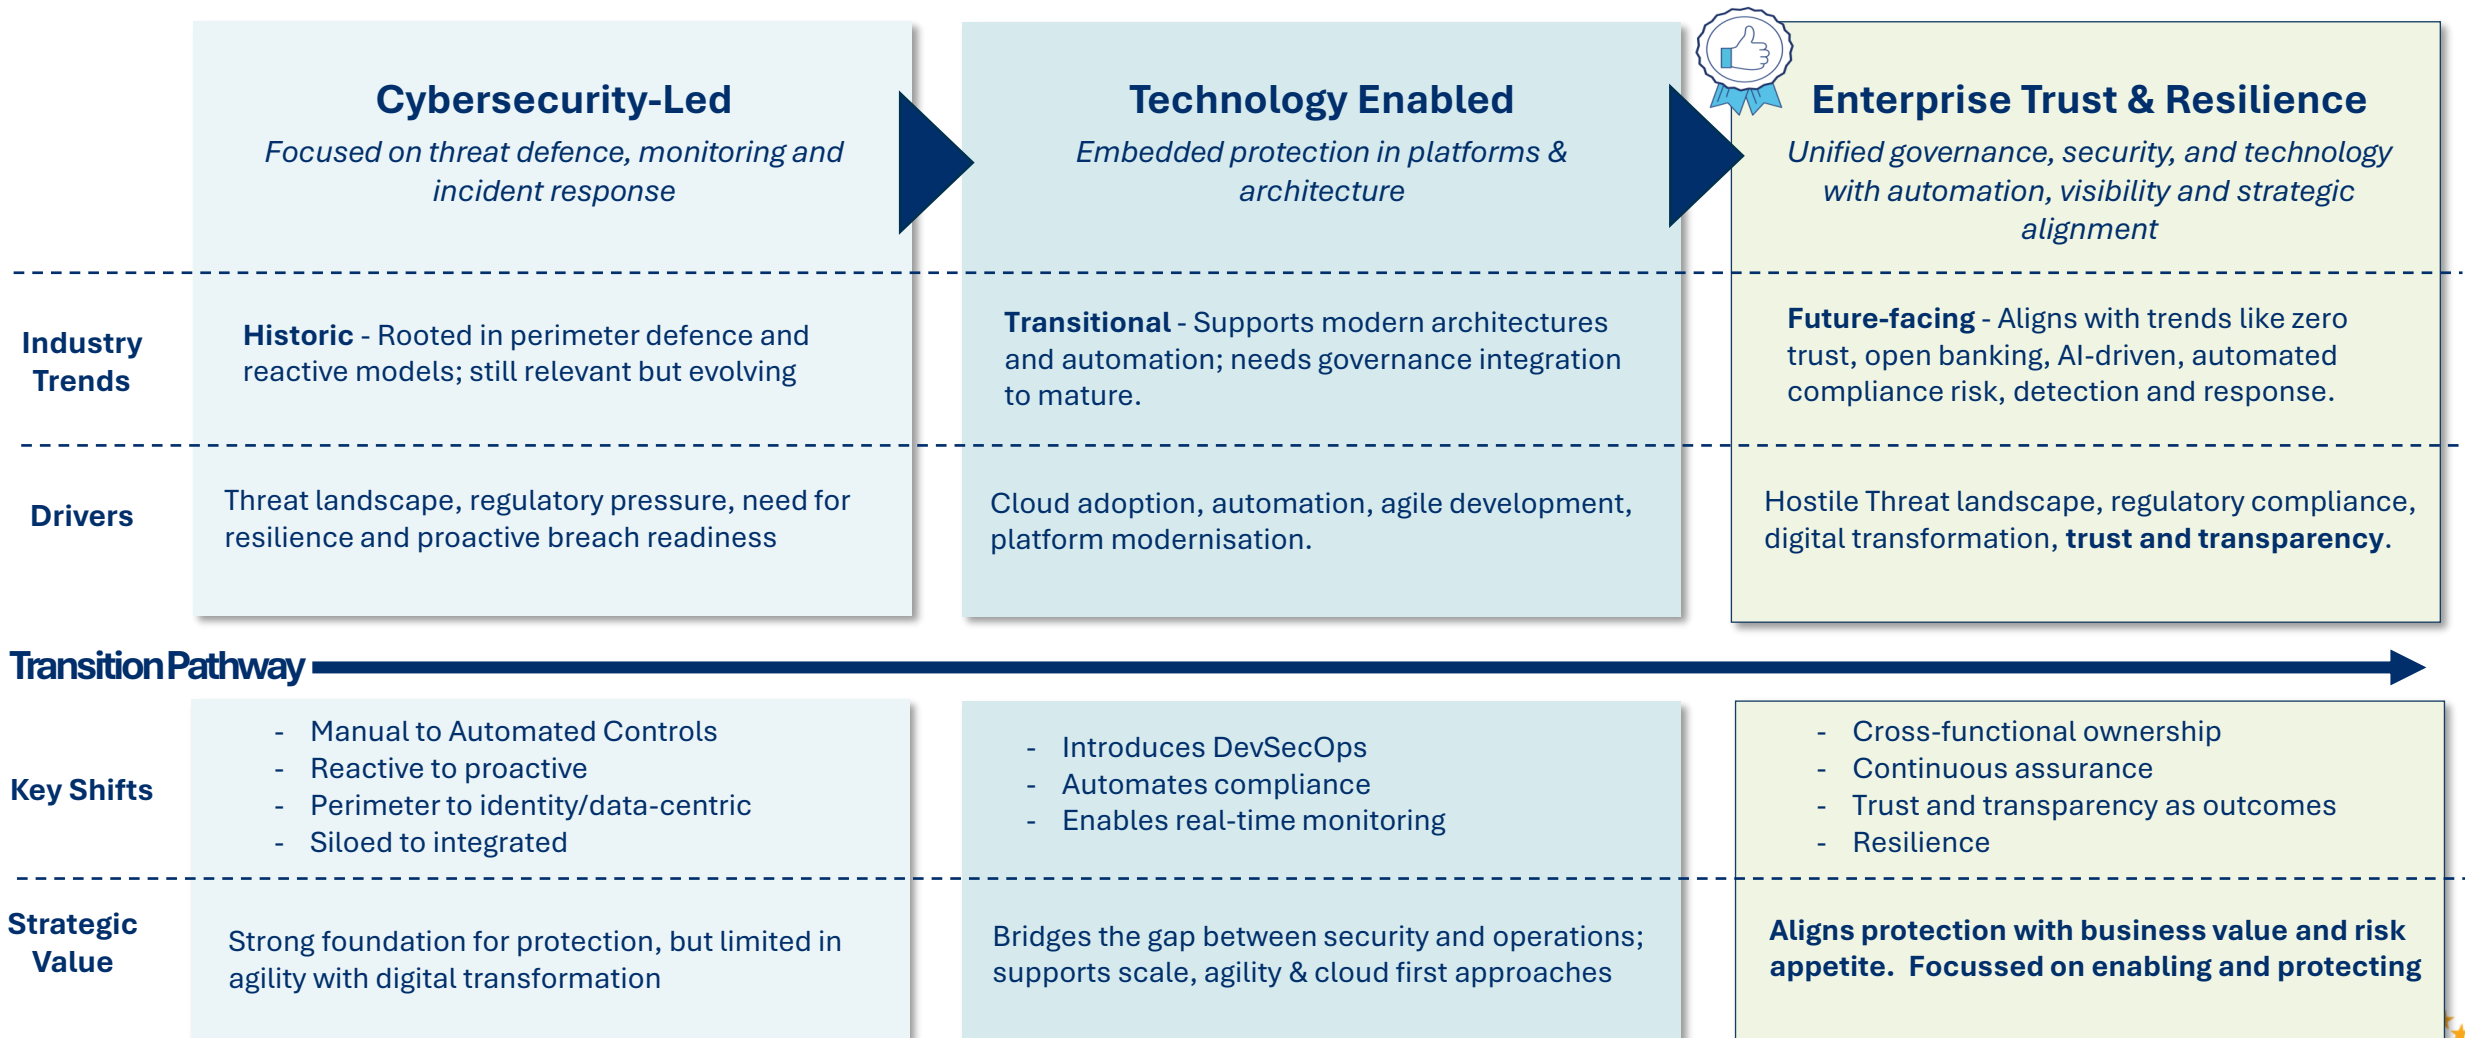 Cybersecurity-Led
Focused on threat defence, monitoring and
incident response
Technology Enabled
Embedded protection in platforms &
architecture
Enterprise Trust & Resilience
Unified governance, security, and technology
with automation, visibility and strategic
alignment
Industry
Trends
Historic - Rooted in perimeter defence and
reactive models; still relevant but evolving
Transitional - Supports modern architectures
and automation; needs governance integration
to mature.
Future-facing - Aligns with trends like zero
trust, open banking, AI-driven, automated
compliance risk, detection and response.
Drivers
Threat landscape, regulatory pressure, need for
resilience and proactive breach readiness
Cloud adoption, automation, agile development,
platform modernisation.
Hostile Threat landscape, regulatory compliance,
digital transformation, trust and transparency.
Transition Pathway
Key Shifts
- Manual to Automated Controls
- Reactive to proactive
- Perimeter to identity/data-centric
- Siloed to integrated
- Introduces DevSecOps
- Automates compliance
- Enables real-time monitoring
- Cross-functional ownership
- Continuous assurance
- Trust and transparency as outcomes
- Resilience
Strategic
Value
Strong foundation for protection, but limited in
agility with digital transformation
Bridges the gap between security and operations;
supports scale, agility & cloud first approaches
Aligns protection with business value and risk
appetite. Focussed on enabling and protecting